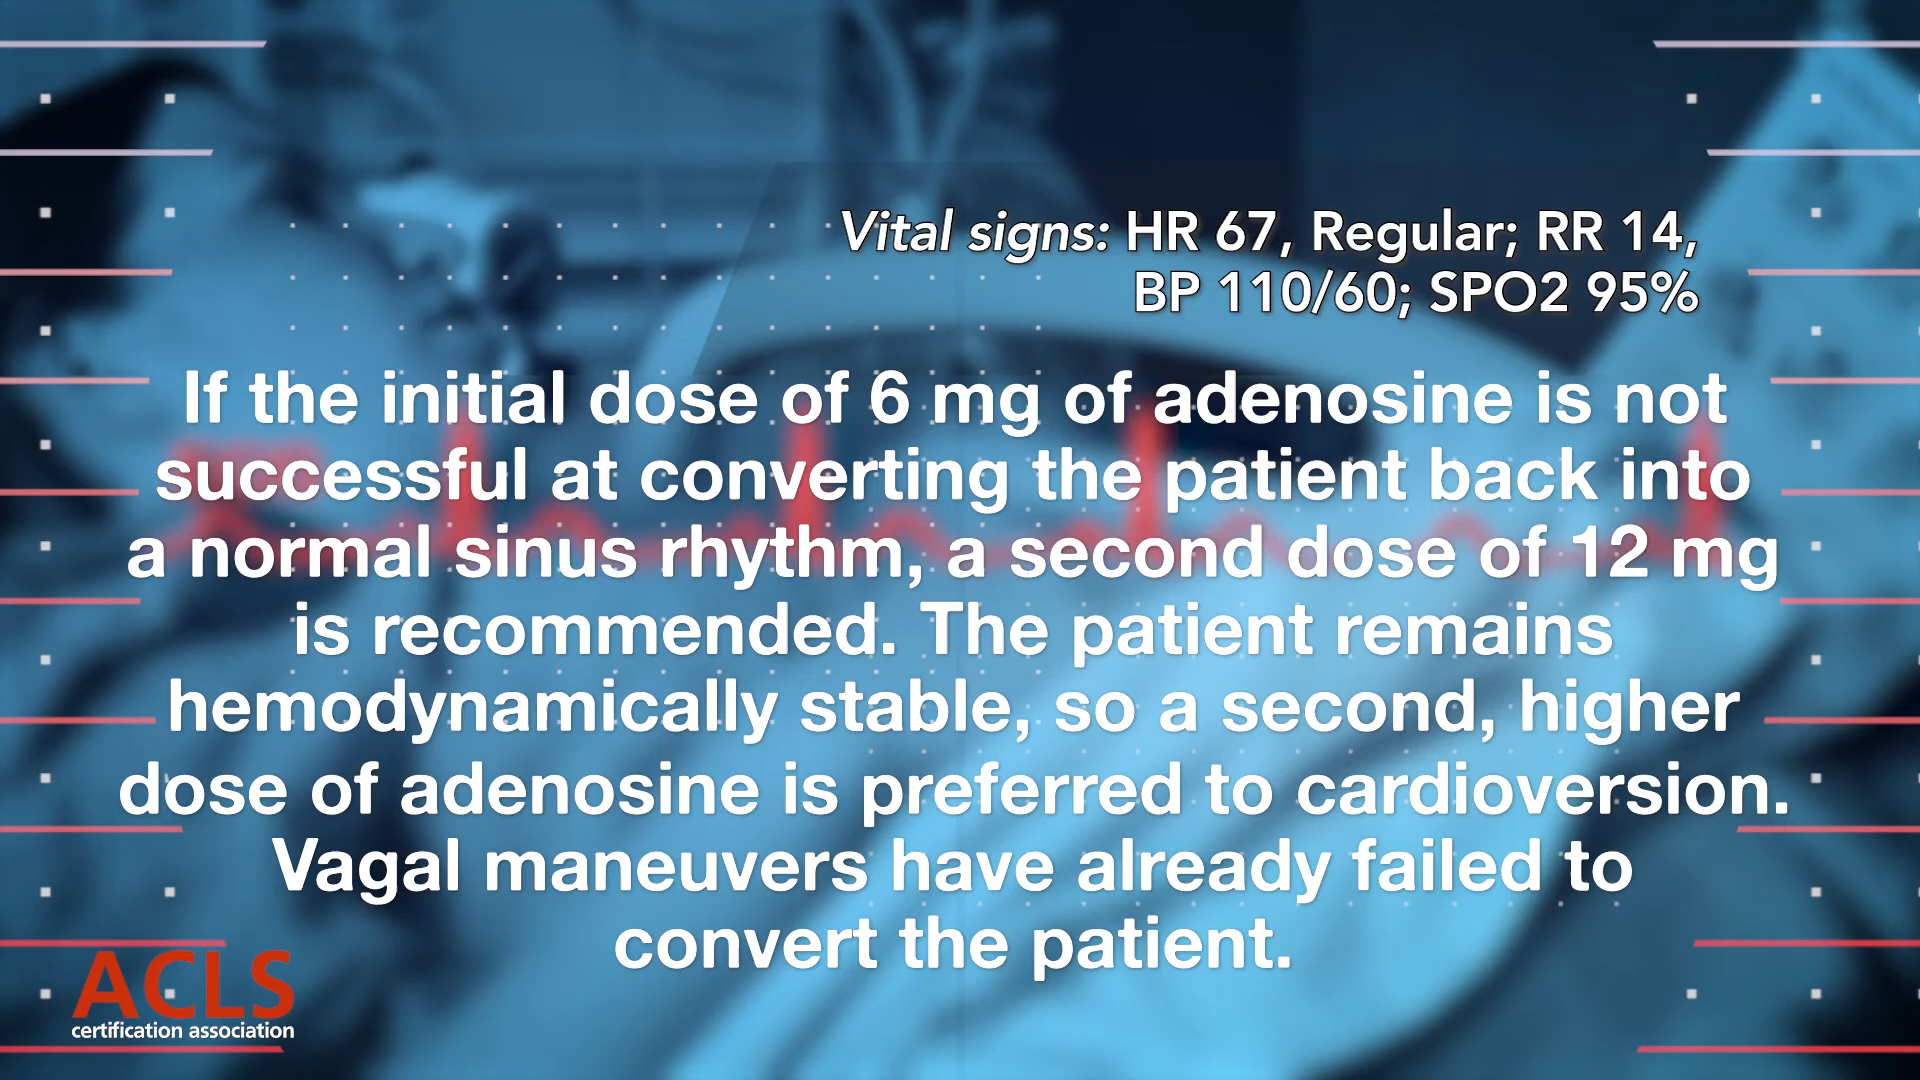 Vital signs: HR 67, Regular; RR 14,
BP 110/60; SPO2 95%
If the initial dose of 6 mg of adenosine is not
successful at converting the patient back into
a normal sinus rhythm, a second dose of 12 mg
is recommended. The patient remains
hemodynamically stable, so a second, higher
dose of adenosine is preferred to cardioversion.
Vagal maneuvers have already failed to
convert the patient.
ACLS
certification association